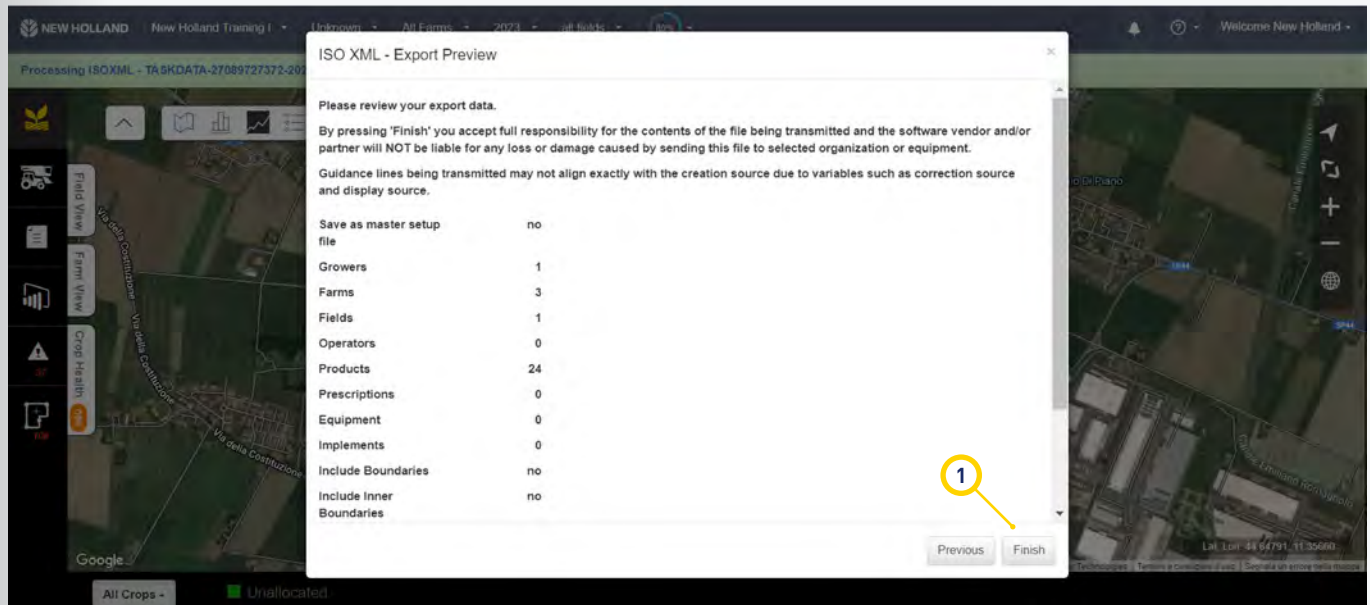 NEW HOLLAND New Holland Training I Unknown All Farms 2023 all fields Welcome New Holland
Processing ISOXML - TASKDATA-27089727372-202
ISO XML - Export Preview
×
Please review your export data.
By pressing 'Finish' you accept full responsibility for the contents of the file being transmitted and the software vendor and/or
partner will NOT be liable for any loss or damage caused by sending this file to selected organization or equipment.
Guidance lines being transmitted may not align exactly with the creation source due to variables such as correction source
and display source.
Save as master setup no
file
Growers 1
Farms 3
Fields 1
Operators 0
Products 24
Prescriptions 0
Equipment 0
Implements 0
Include Boundaries no
Include Inner no
Boundaries
1
Previous Finish
Field View
Farm View
Crop Health
new
Via della Costituzione
Via della Costituzione
Via della Costituzione
SP44
Google
All Crops
Unallocated